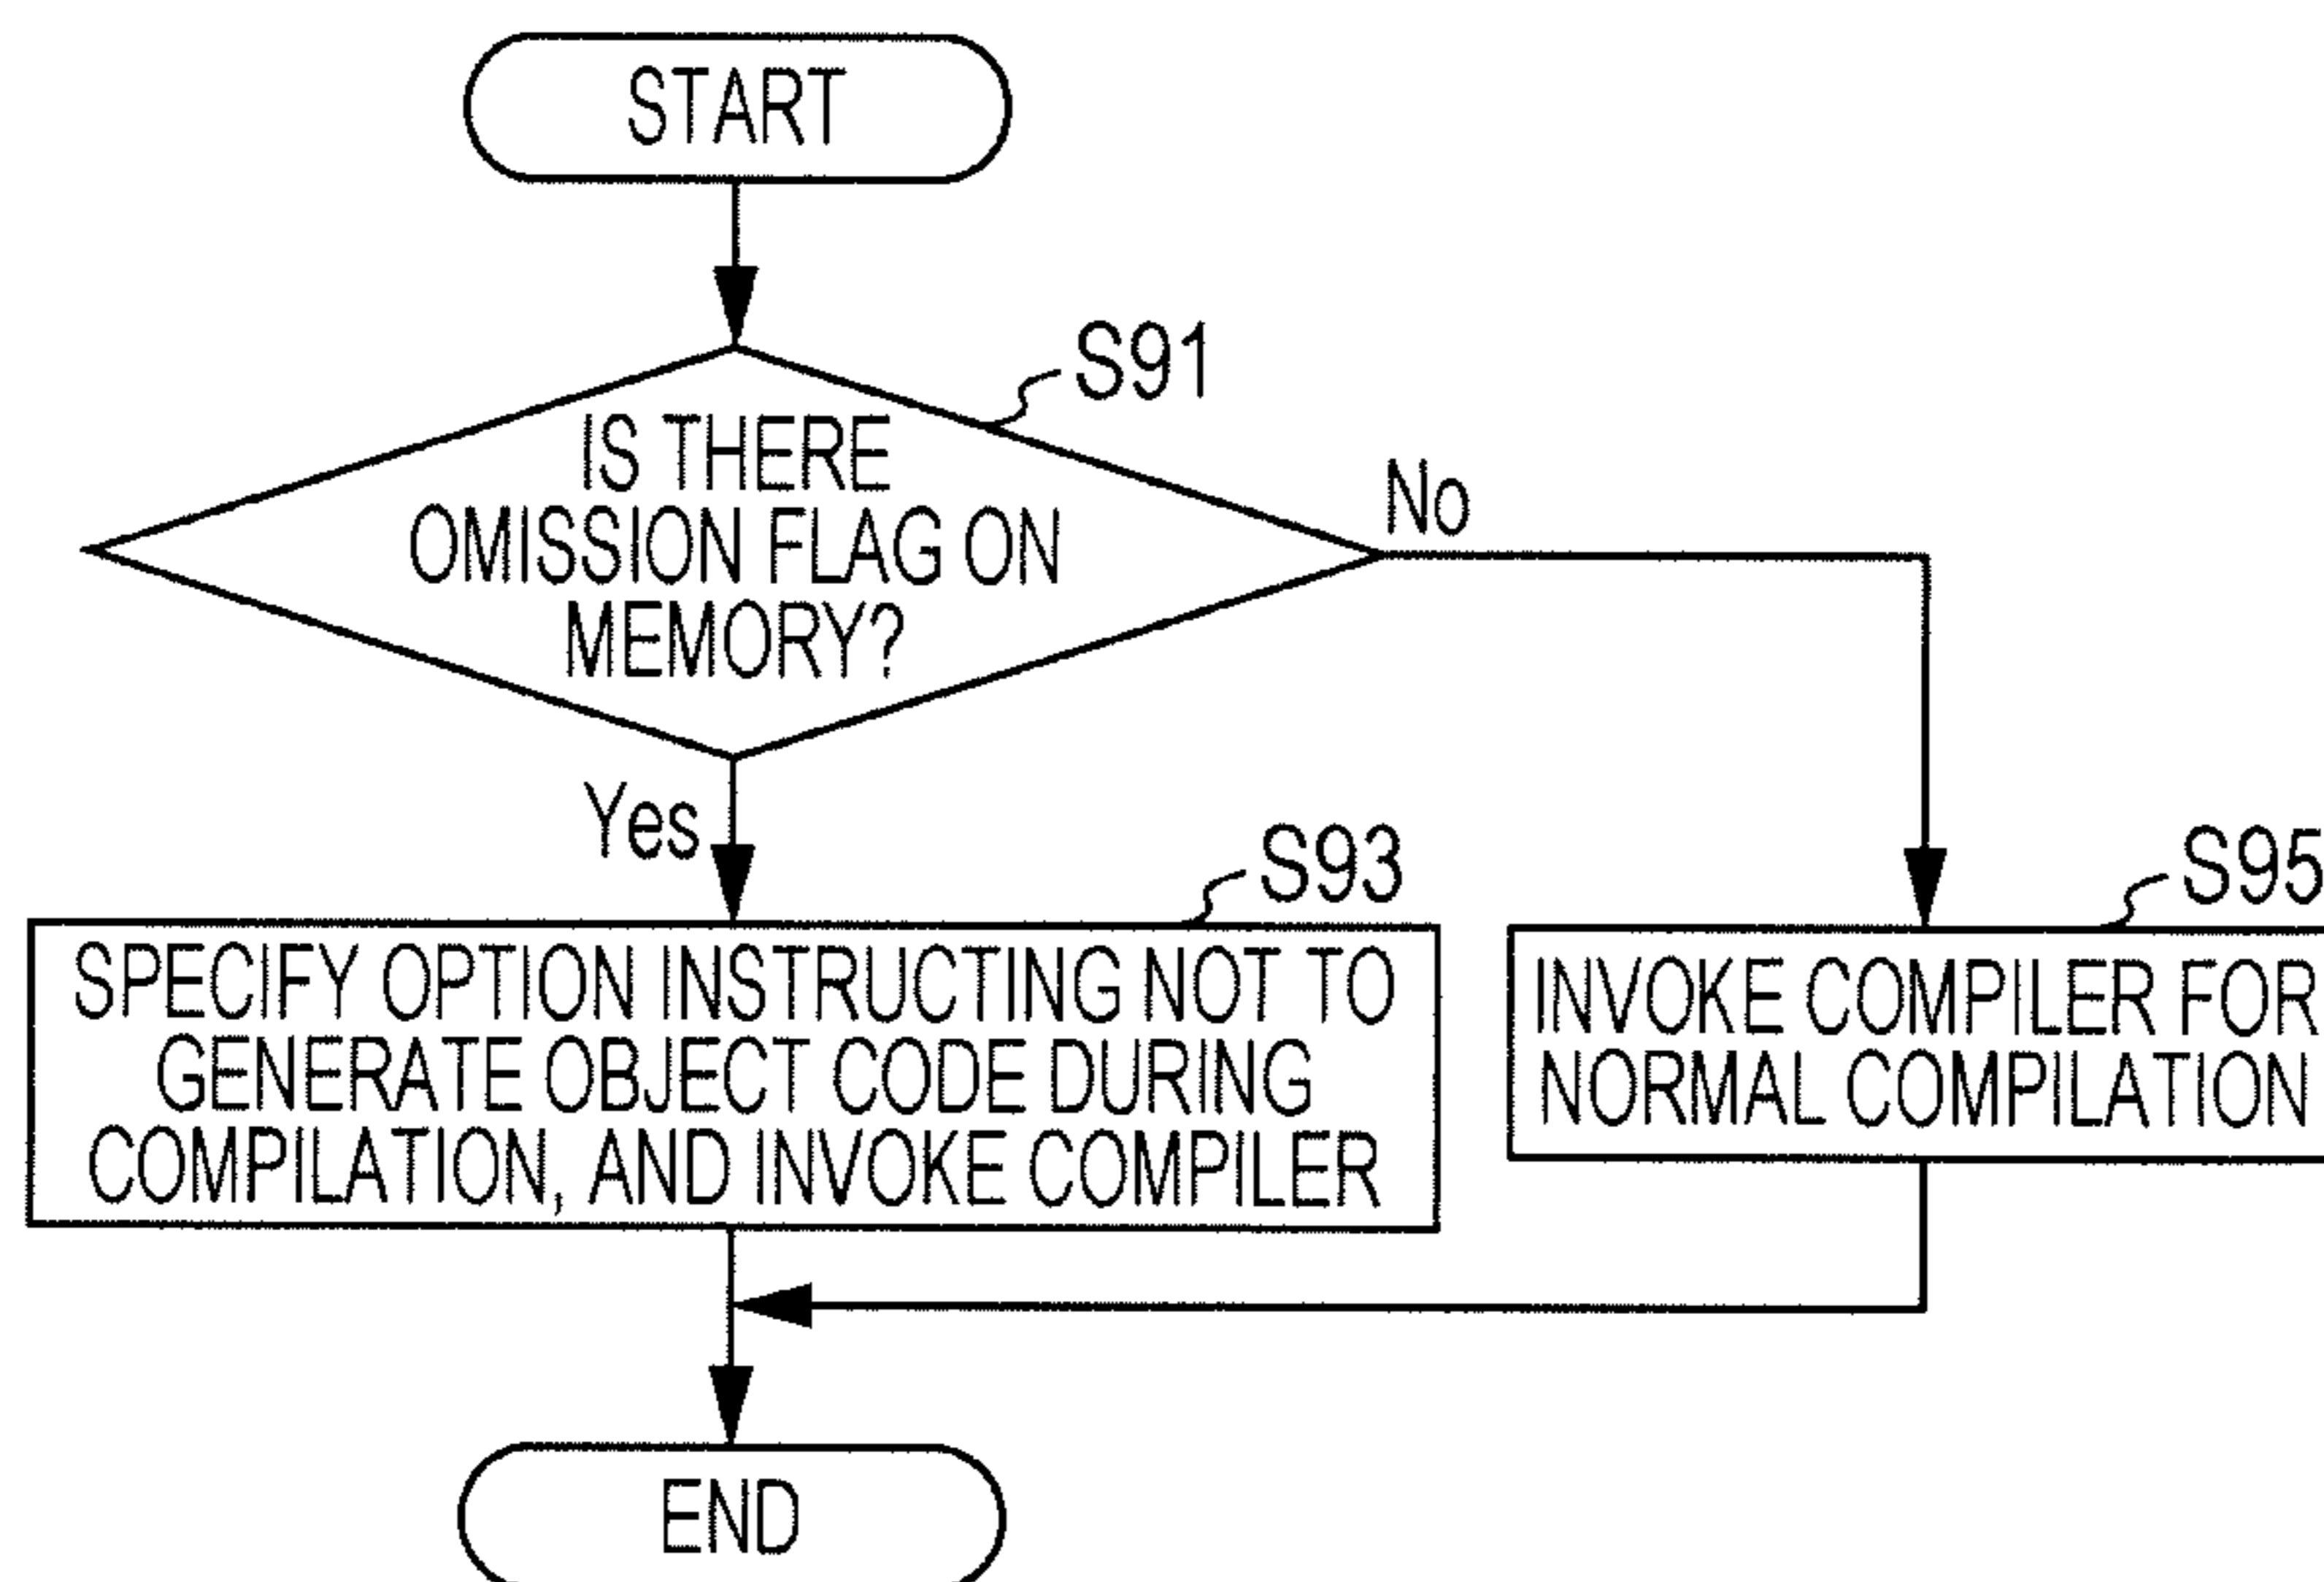 START
S91
IS THERE
OMISSION FLAG ON
MEMORY?
No
Yes
S93
SPECIFY OPTION INSTRUCTING NOT TO
GENERATE OBJECT CODE DURING
COMPILATION, AND INVOKE COMPILER
S95
INVOKE COMPILER FOR
NORMAL COMPILATION
END